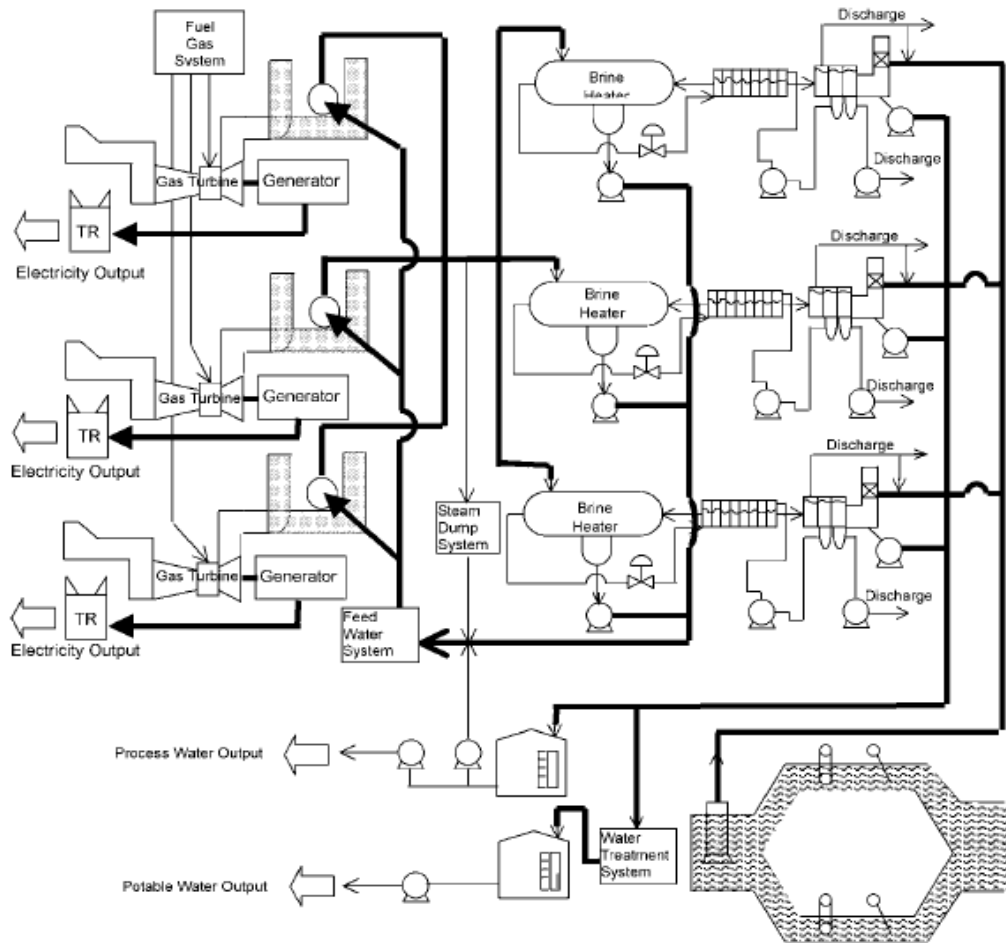 Fuel
Gas
System
Discharge
Brine
Heater
Discharge
Gas Turbine
Generator
TR
Electricity Output
Discharge
Brine
Heater
Discharge
Gas Turbine
Generator
TR
Electricity Output
Discharge
Brine
Heater
Steam
Dump
System
Discharge
Gas Turbine
Generator
TR
Electricity Output
Feed
Water
System
Process Water Output
Water
Treatment
System
Potable Water Output